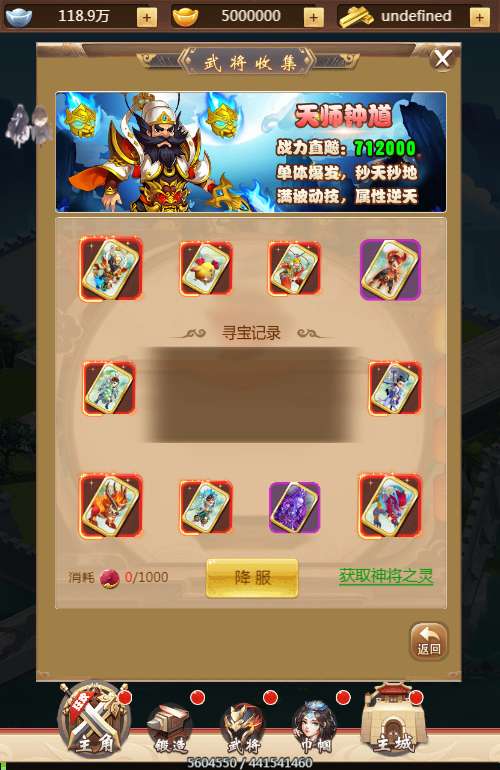 118.9万
5000000
undefined
武将收集
天师钟馗
战力直飚：712000
单体爆发，秒天秒地
满被动技，属性逆天
寻宝记录
消耗 0/1000
降服
获取神将之灵
返回
主角
锻造
武将
巾帼
主城
5604550 / 441541460